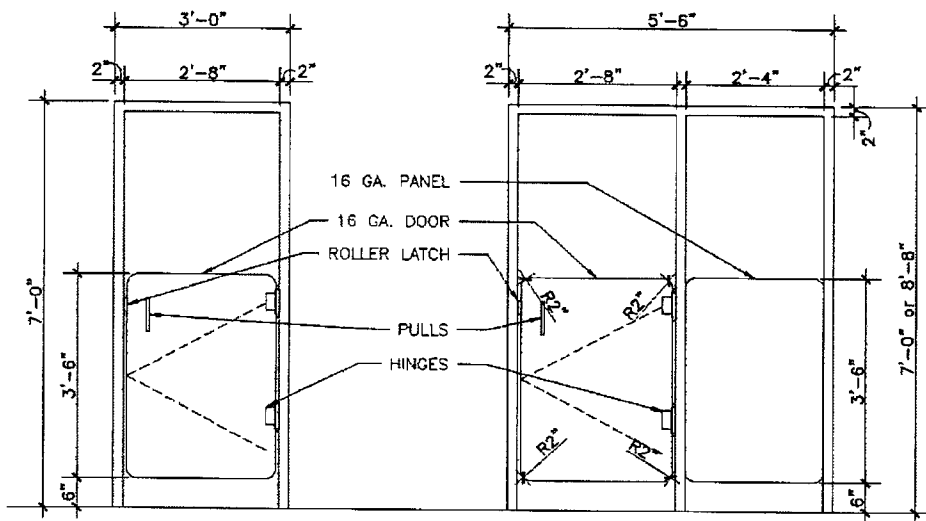 3'-0"
5'-6"
2" 2'-8" 2"
2" 2'-8" 2'-4" 2"
2"
16 GA. PANEL
16 GA. DOOR
ROLLER LATCH
R2" R2"
PULLS
HINGES
7'-0"
3'-6"
7'-0" or 8'-8"
3'-6"
R2" R2"
6"
6"